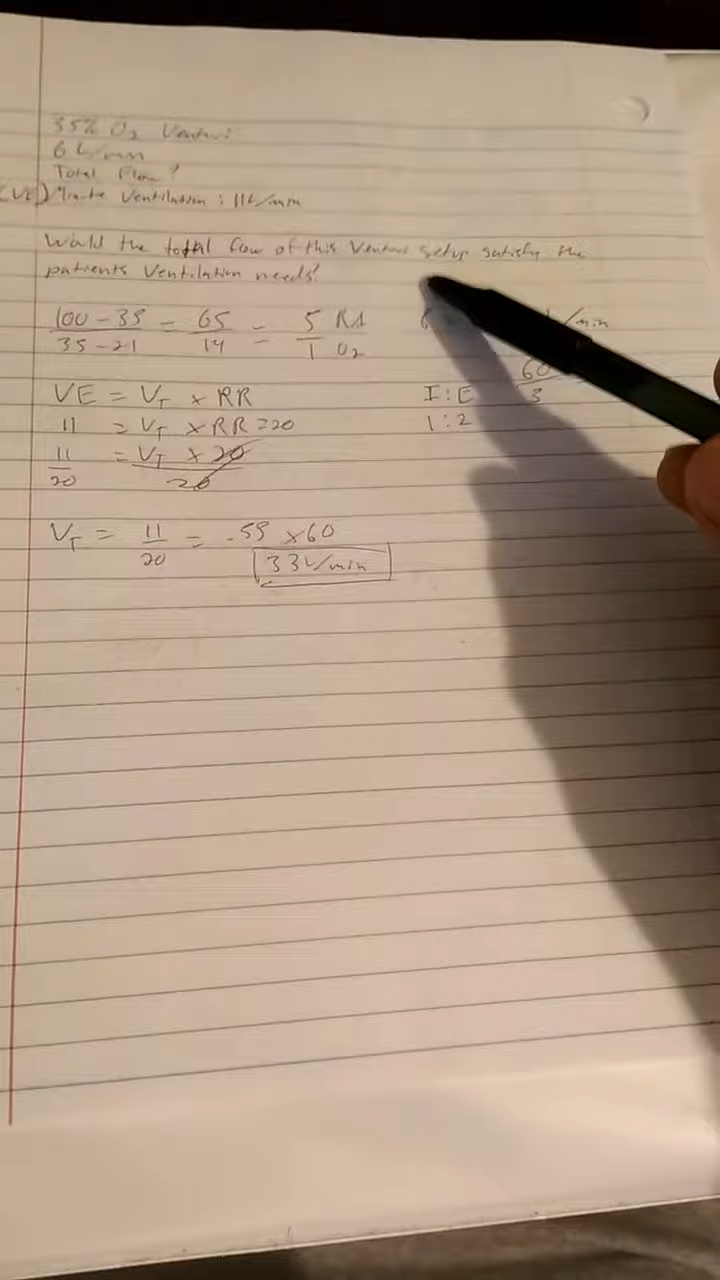 35% O2 Venturi
6 L/min
Total Flow?
(VE) Minute Ventilation : 11L/min
Would the total flow of this Venturi setup satisfy the
patients Ventilation needs?
100 - 35 / 35 - 21 = 65 / 14 = 5 / 1 RA O2
6 /min
60 / 3
I:E
1:2
VE = VT x RR
11 = VT x RR = 20
11 / 20 = VT x 20 / 20
VT = 11 / 20 = .55 x 60
33L/min